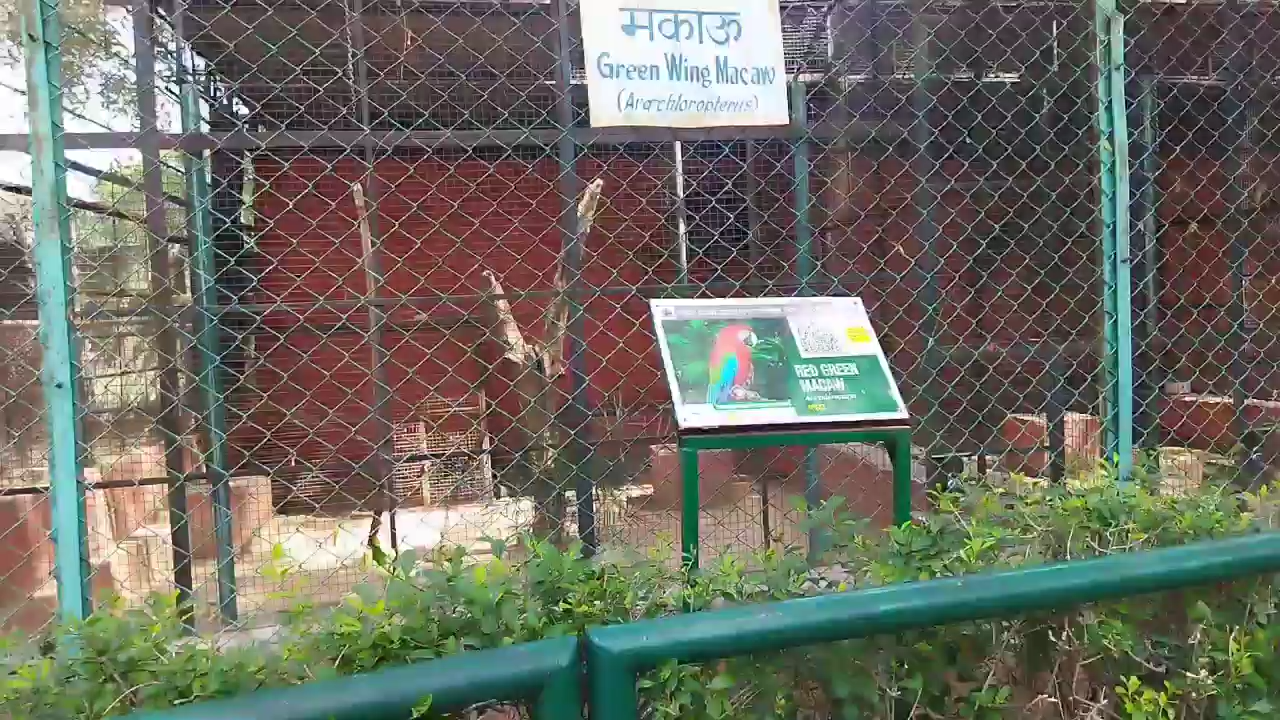 मकाऊ
Green Wing Macaw
(Ara chloropterus)
RED GREEN
MACAW